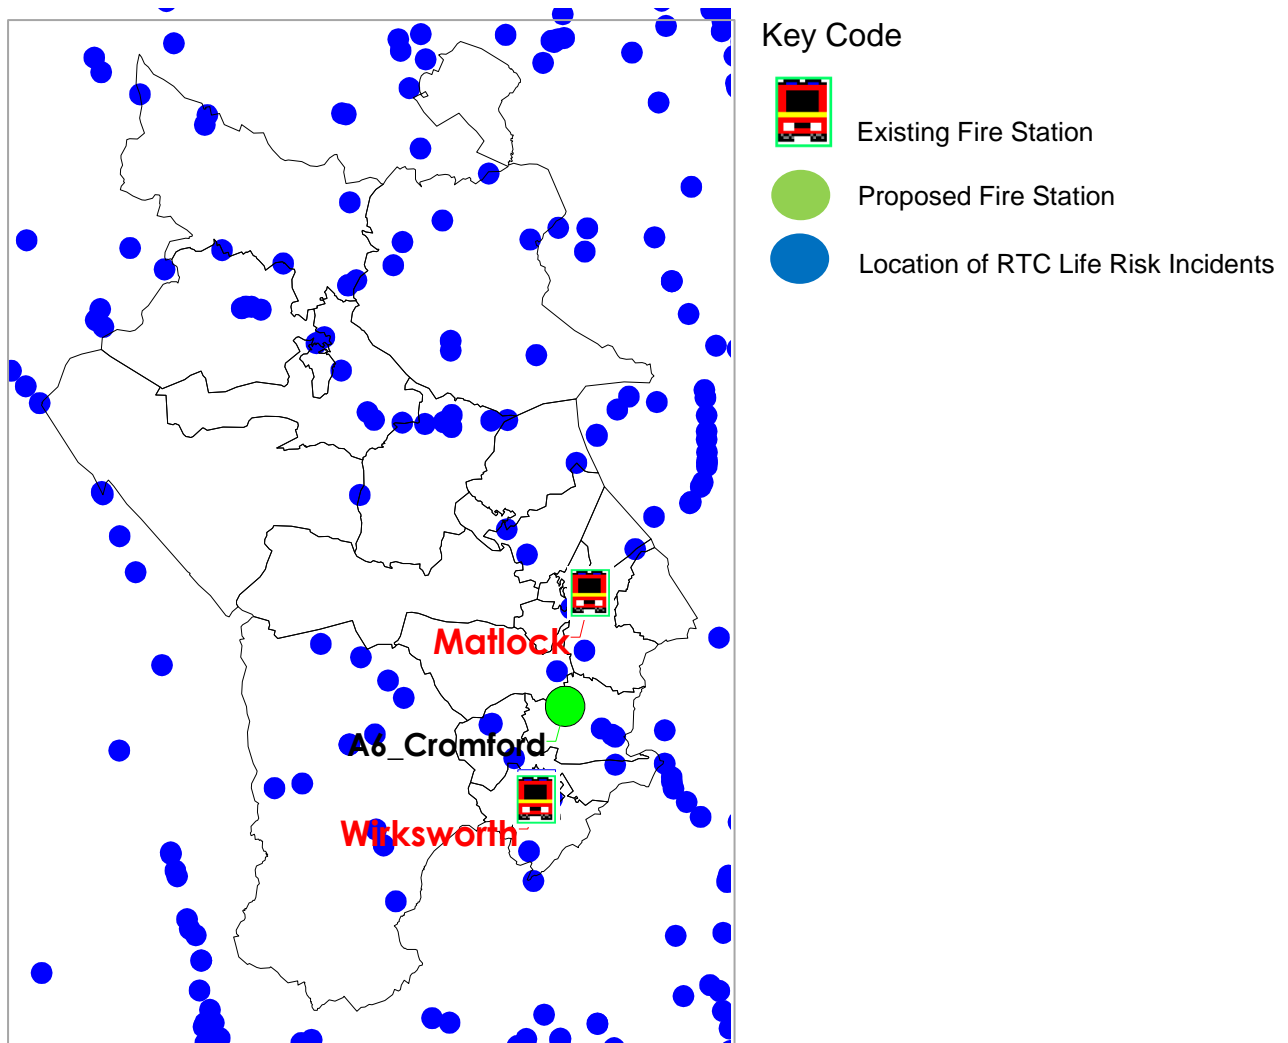 Key Code
Existing Fire Station
Proposed Fire Station
Location of RTC Life Risk Incidents
Matlock
A6_Cromford
Wirksworth